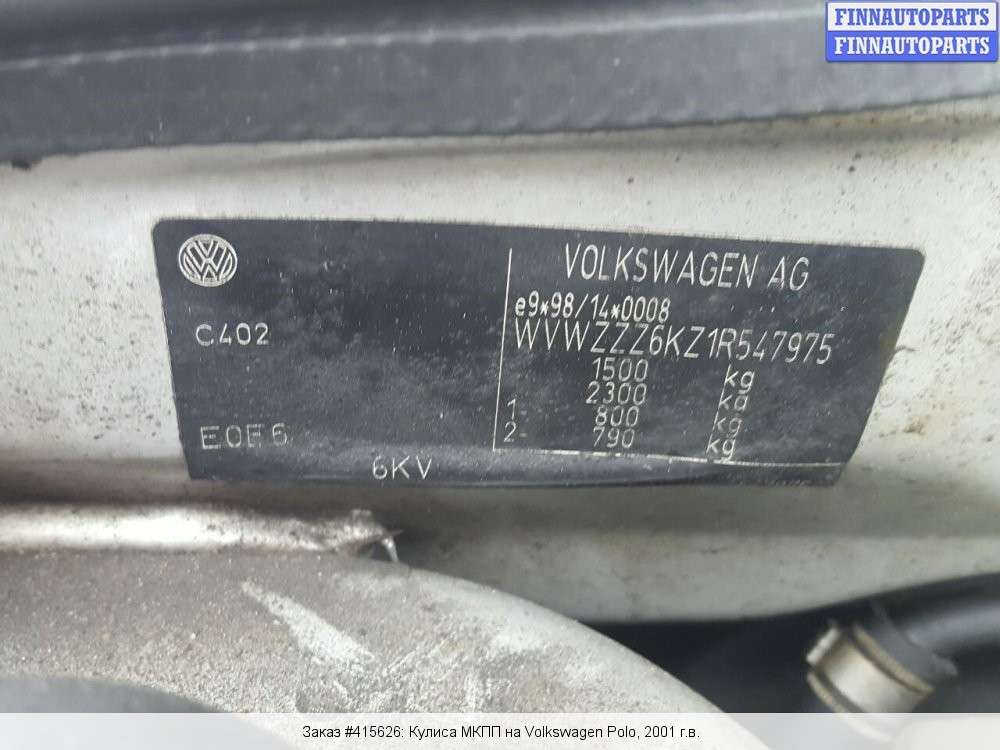 FINNAUTOPARTS
FINNAUTOPARTS
VOLKSWAGEN AG
e9*98/14*0008
C402
WVWZZZ6KZ1R547975
1500 kg
2300 kg
1- 800 kg
2- 790 kg
E0F6
6KV
Заказ #415626: Кулиса МКПП на Volkswagen Polo, 2001 г.в.